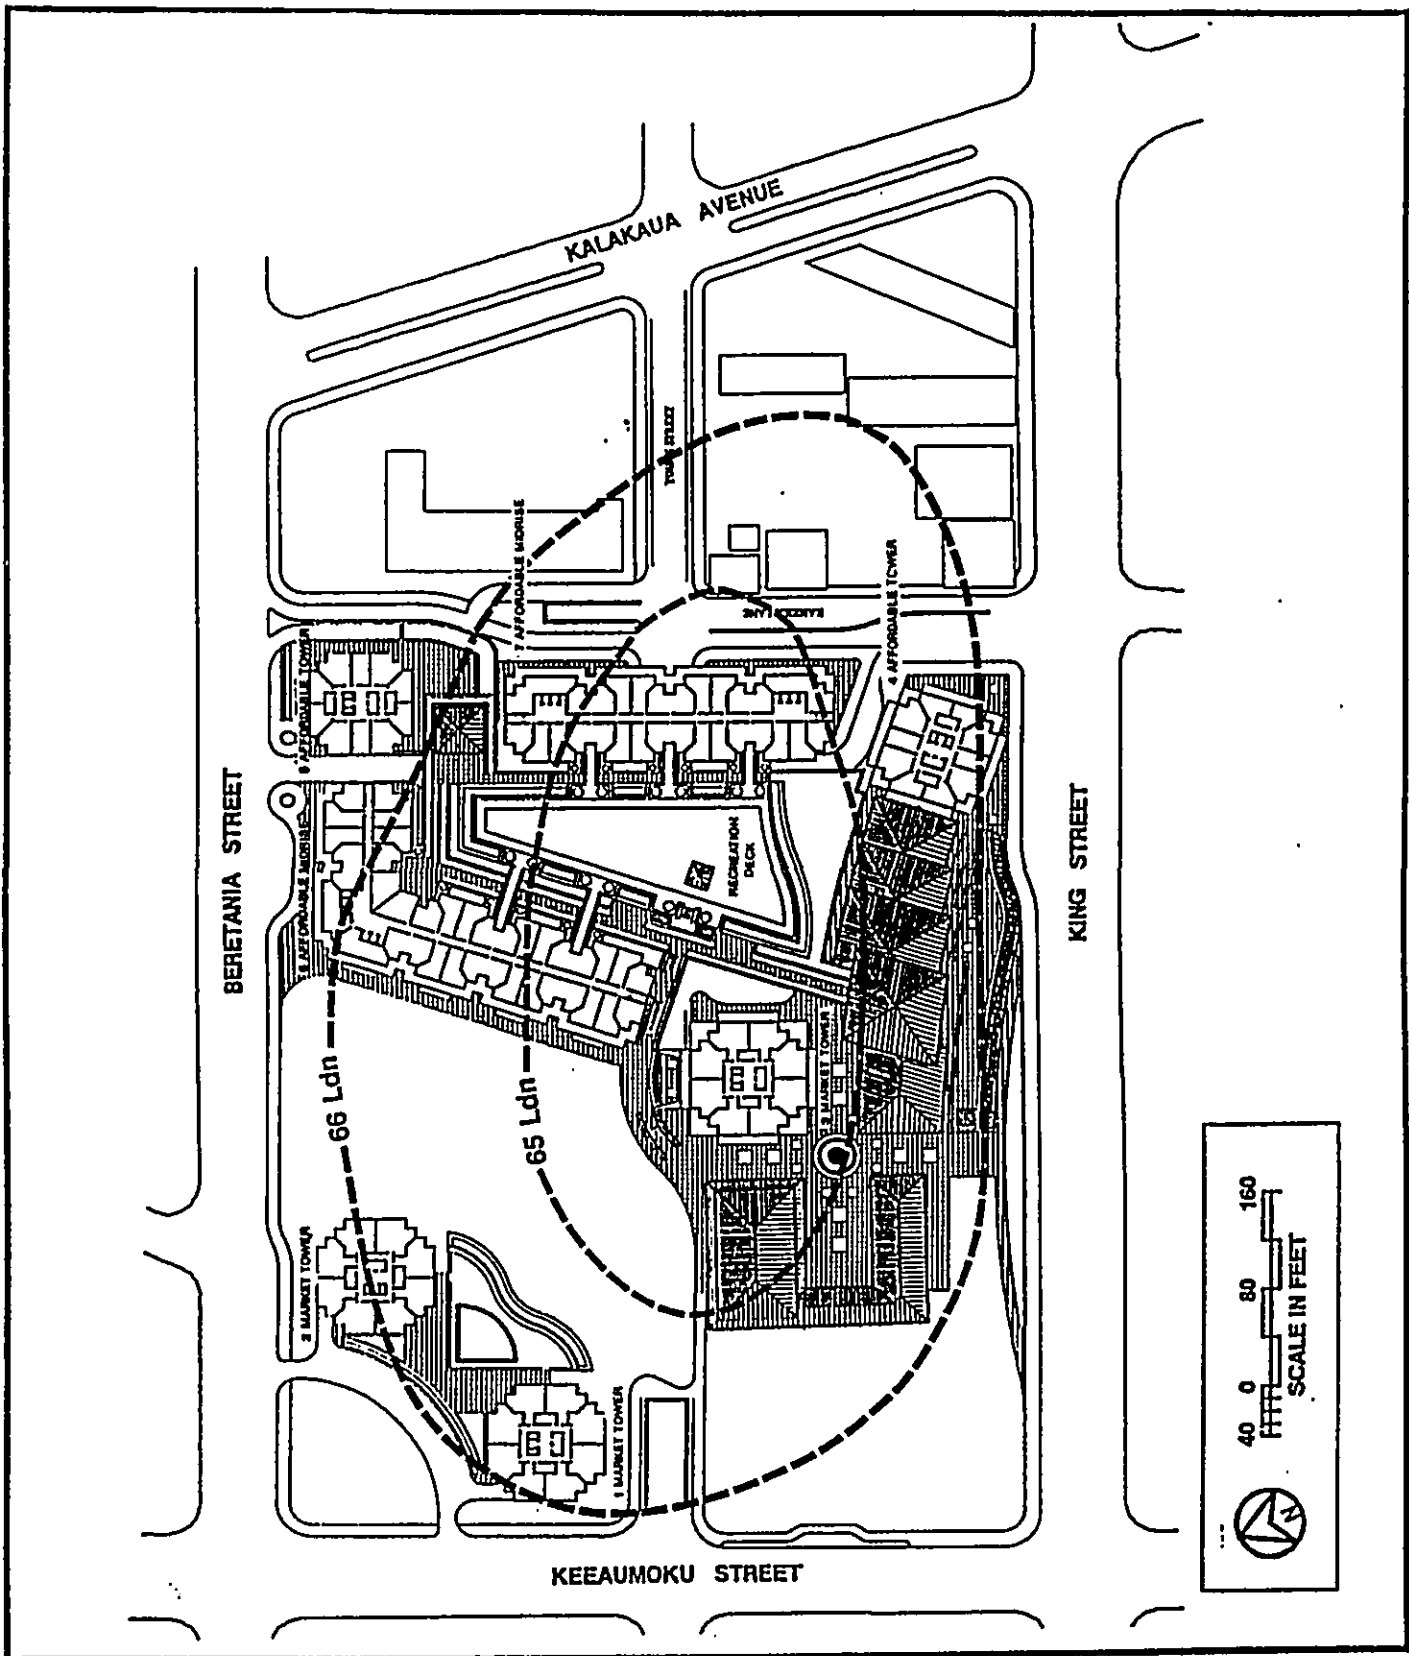 KALAKAUA AVENUE
YOUNG STREET
7 AFFORDABLE MIDRISE
4 AFFORDABLE TOWER
5 AFFORDABLE TOWER
BERETANIA STREET
RECREATION
DECK
KING STREET
AFFORDABLE MIDRISE
66 Ldn
65 Ldn
3 MARKET TOWER
2 MARKET TOWER
1 MARKET TOWER
KEEAUMOKU STREET
40 0 80 160
SCALE IN FEET
N